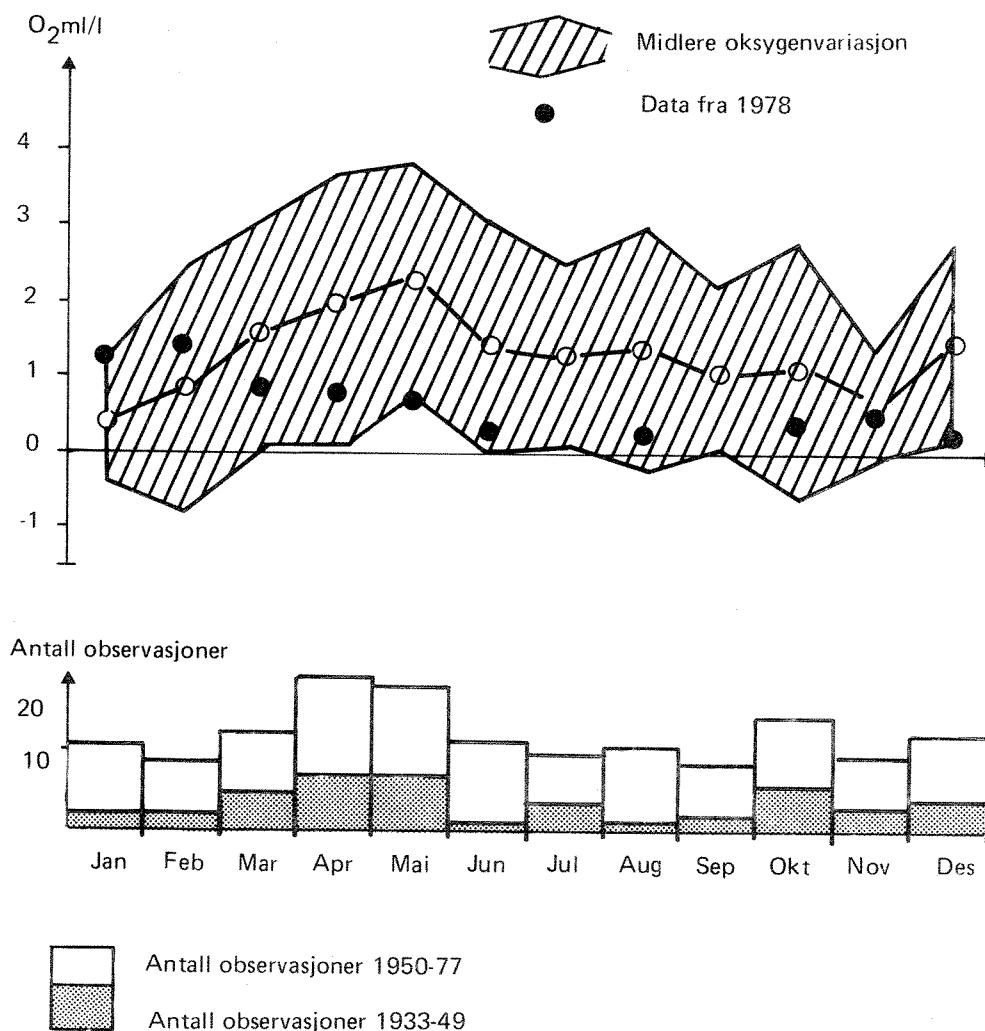 O2ml/l
Midlere oksygenvariasjon
Data fra 1978
4
3
2
1
0
-1
Antall observasjoner
20
10
Jan Feb Mar Apr Mai Jun Jul Aug Sep Okt Nov Des
Antall observasjoner 1950-77
Antall observasjoner 1933-49